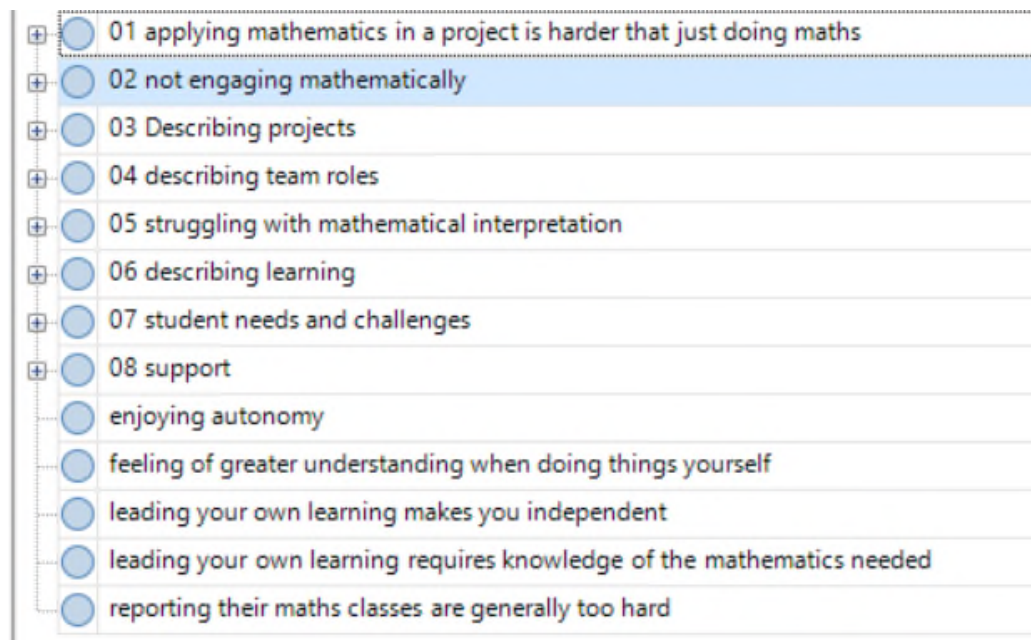 01 applying mathematics in a project is harder that just doing maths
02 not engaging mathematically
03 Describing projects
04 describing team roles
05 struggling with mathematical interpretation
06 describing learning
07 student needs and challenges
08 support
enjoying autonomy
feeling of greater understanding when doing things yourself
leading your own learning makes you independent
leading your own learning requires knowledge of the mathematics needed
reporting their maths classes are generally too hard